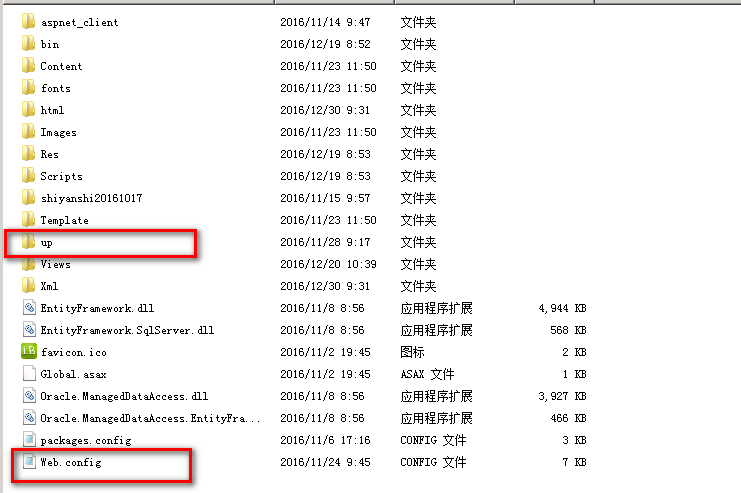 aspnet_client 2016/11/14 9:47 文件夹
bin 2016/12/19 8:52 文件夹
Content 2016/11/23 11:50 文件夹
fonts 2016/11/23 11:50 文件夹
html 2016/12/30 9:31 文件夹
Images 2016/11/23 11:50 文件夹
Res 2016/12/19 8:53 文件夹
Scripts 2016/12/19 8:53 文件夹
shiyanshi20161017 2016/11/15 9:57 文件夹
Template 2016/11/23 11:50 文件夹
up 2016/11/28 9:17 文件夹
Views 2016/12/20 10:39 文件夹
Xml 2016/12/30 9:31 文件夹
EntityFramework.dll 2016/11/8 8:56 应用程序扩展 4,944 KB
EntityFramework.SqlServer.dll 2016/11/8 8:56 应用程序扩展 568 KB
favicon.ico 2016/11/2 19:45 图标 2 KB
Global.asax 2016/11/2 19:45 ASAX 文件 1 KB
Oracle.ManagedDataAccess.dll 2016/11/8 8:56 应用程序扩展 3,927 KB
Oracle.ManagedDataAccess.EntityFra... 2016/11/8 8:56 应用程序扩展 466 KB
packages.config 2016/11/6 17:16 CONFIG 文件 3 KB
Web.config 2016/11/24 9:45 CONFIG 文件 7 KB